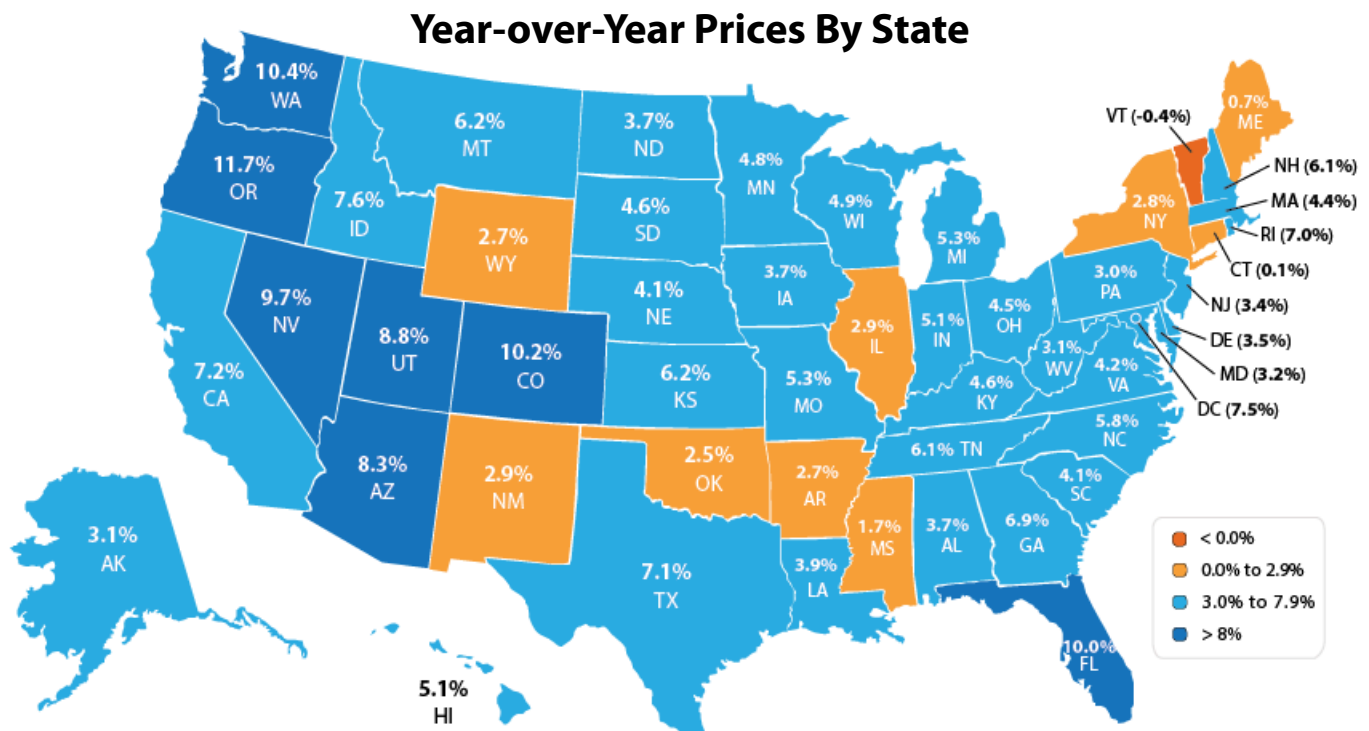 Year-over-Year Prices By State
10.4%
WA
11.7%
OR
7.6%
ID
6.2%
MT
3.7%
ND
4.8%
MN
4.9%
WI
5.3%
MI
0.7%
ME
VT (-0.4%)
NH (6.1%)
MA (4.4%)
RI (7.0%)
CT (0.1%)
NJ (3.4%)
DE (3.5%)
MD (3.2%)
DC (7.5%)
2.8%
NY
3.0%
PA
4.6%
SD
2.7%
WY
9.7%
NV
7.2%
CA
8.8%
UT
10.2%
CO
4.1%
NE
3.7%
IA
2.9%
IL
5.1%
IN
4.5%
OH
3.1%
WV
4.2%
VA
6.2%
KS
5.3%
MO
4.6%
KY
5.8%
NC
6.1% TN
8.3%
AZ
2.9%
NM
2.5%
OK
2.7%
AR
4.1%
SC
1.7%
MS
3.7%
AL
6.9%
GA
7.1%
TX
3.9%
LA
10.0%
FL
3.1%
AK
5.1%
HI
< 0.0%
0.0% to 2.9%
3.0% to 7.9%
> 8%